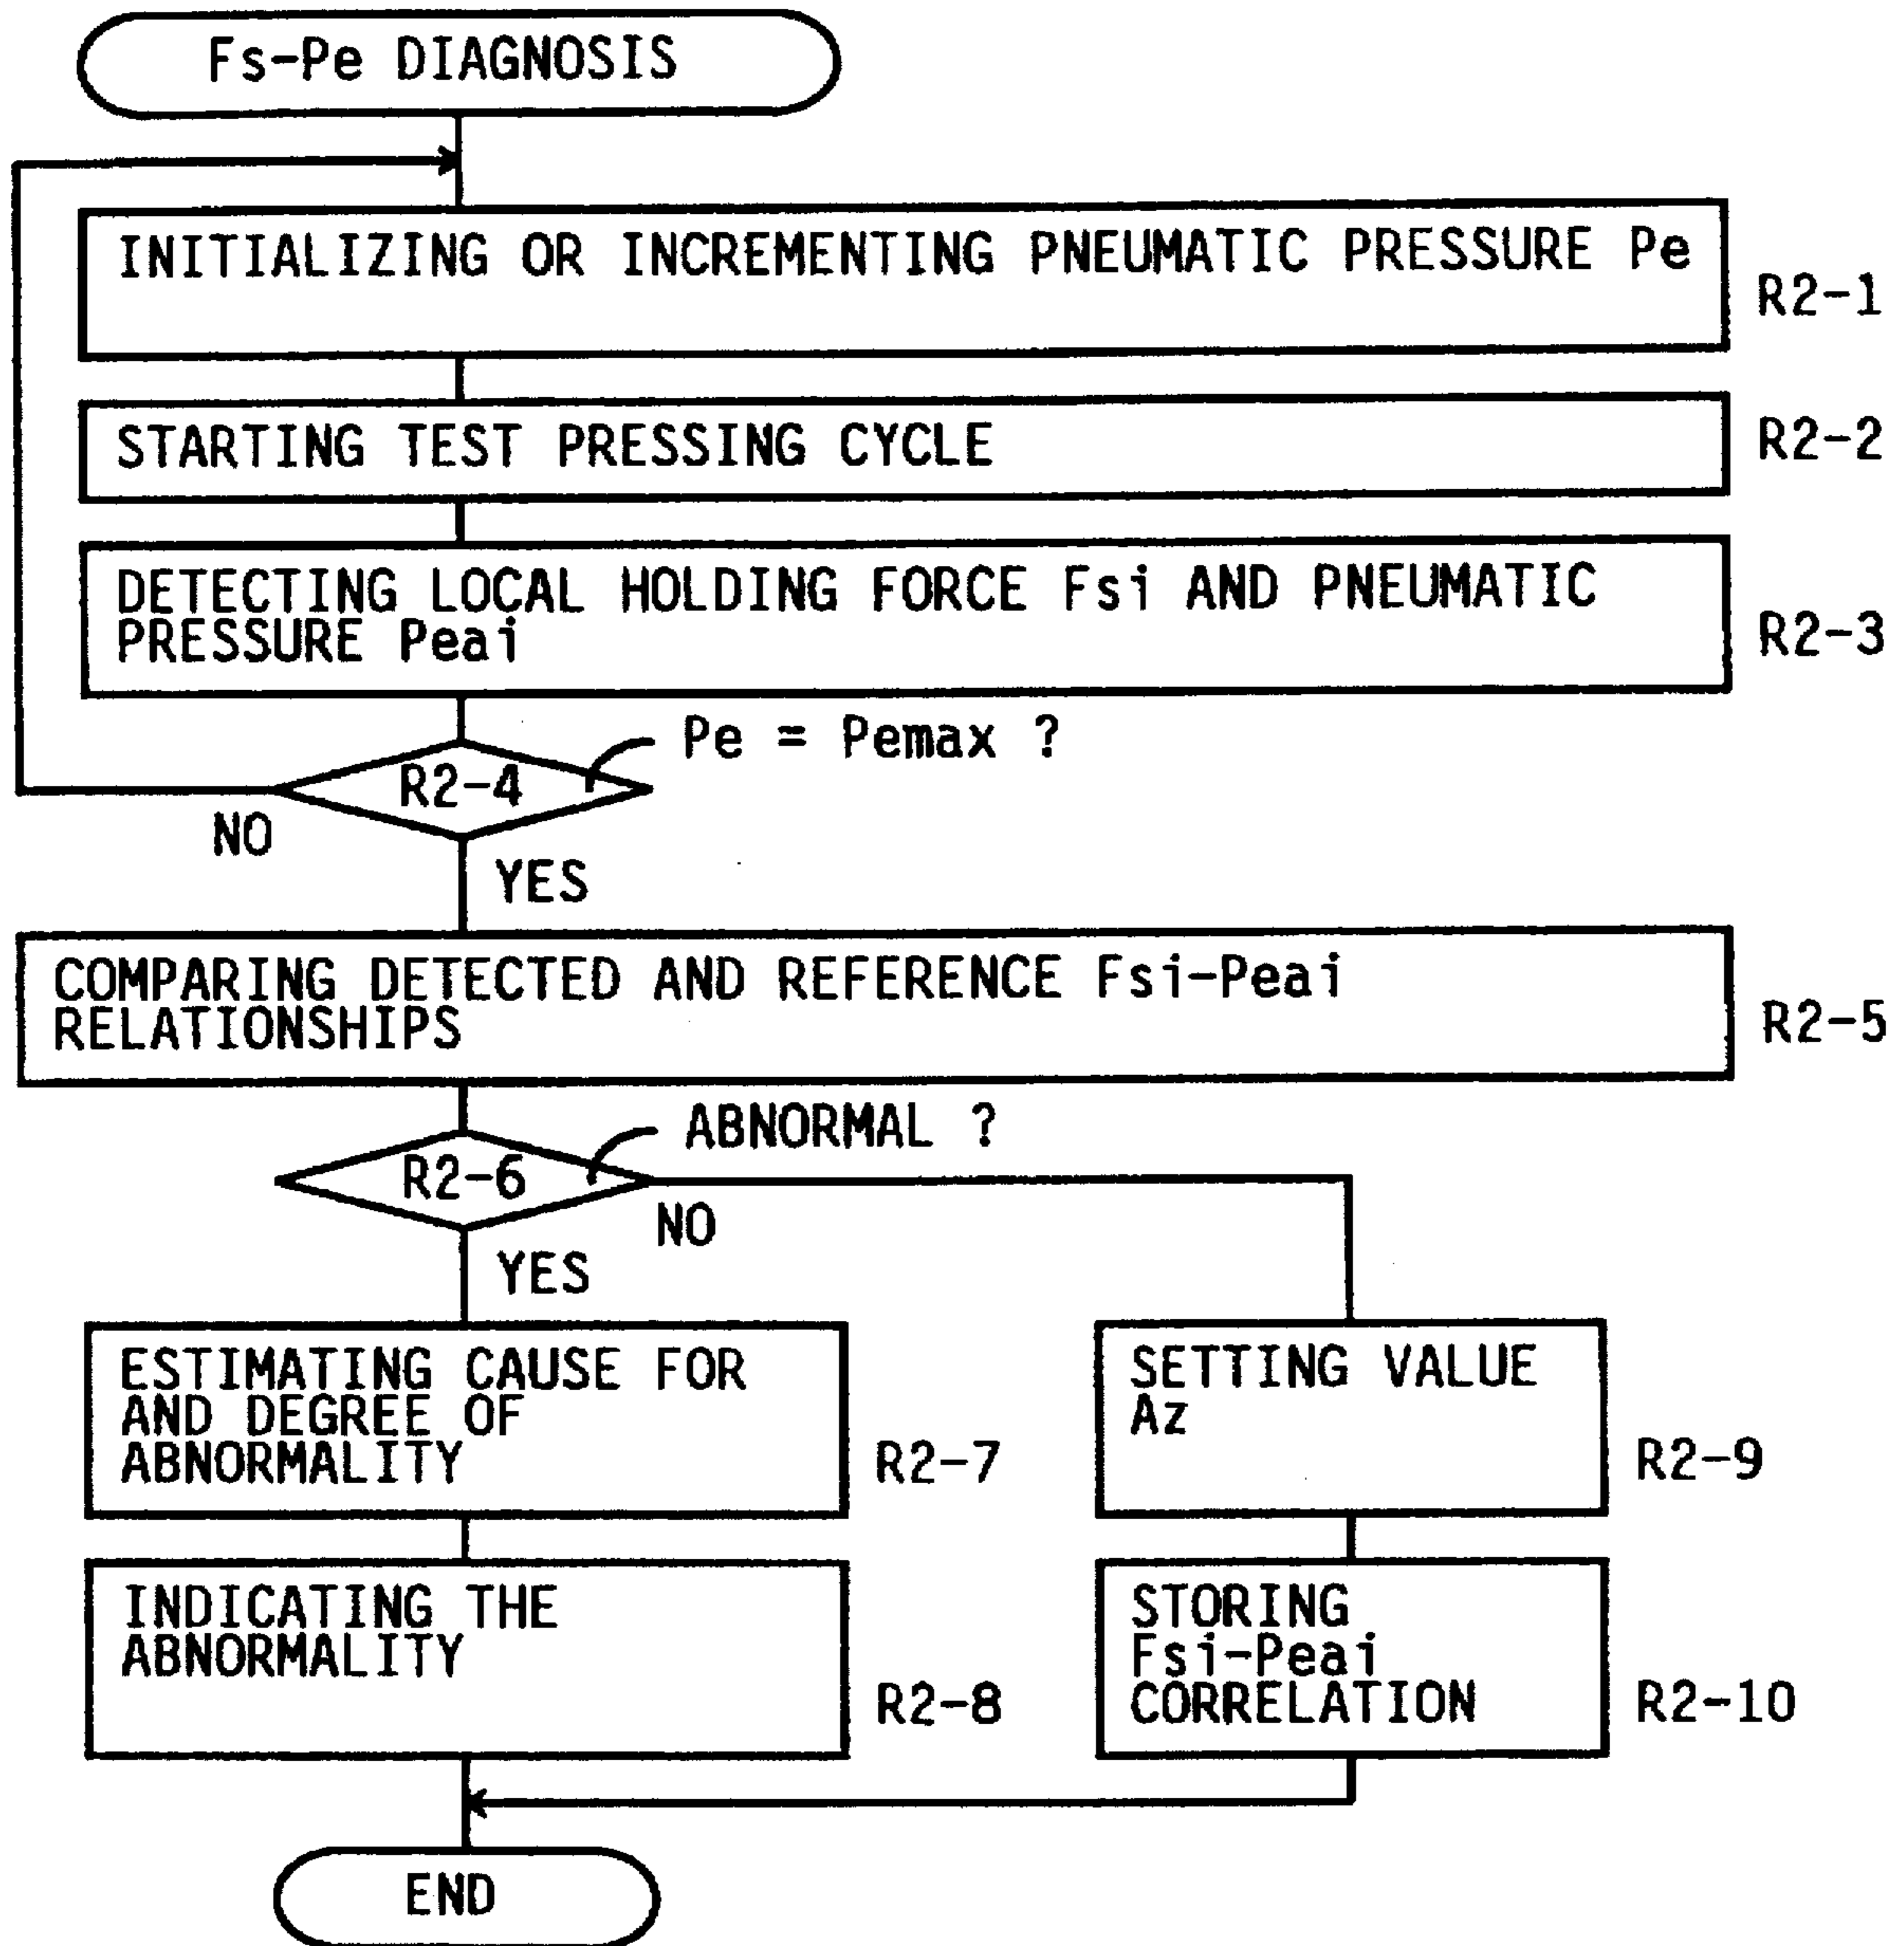 Fs-Pe DIAGNOSIS
INITIALIZING OR INCREMENTING PNEUMATIC PRESSURE Pe
R2-1
STARTING TEST PRESSING CYCLE
R2-2
DETECTING LOCAL HOLDING FORCE Fsi AND PNEUMATIC
PRESSURE Peai
R2-3
Pe = Pemax ?
R2-4
NO
YES
COMPARING DETECTED AND REFERENCE Fsi-Peai
RELATIONSHIPS
R2-5
ABNORMAL ?
R2-6
NO
YES
ESTIMATING CAUSE FOR
AND DEGREE OF
ABNORMALITY
R2-7
SETTING VALUE
Az
R2-9
INDICATING THE
ABNORMALITY
R2-8
STORING
Fsi-Peai
CORRELATION
R2-10
END